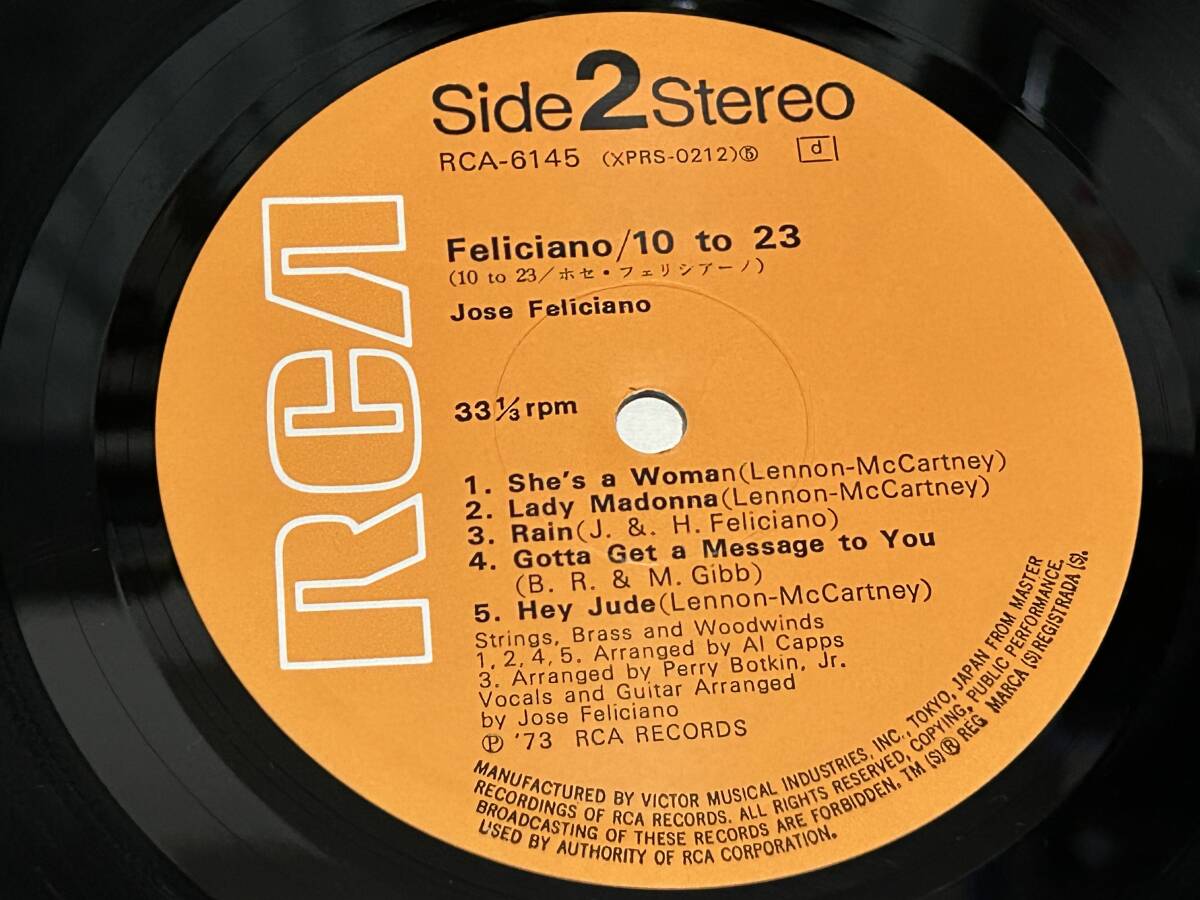 Side 2 Stereo
RCA-6145 (XPRS-0212)
d
RCA
Feliciano/10 to 23
(10 to 23/ホセ・フェリシアーノ)
Jose Feliciano
33⅓ rpm
1. She's a Woman(Lennon-McCartney)
2. Lady Madonna(Lennon-McCartney)
3. Rain(J. &. H. Feliciano)
4. Gotta Get a Message to You
(B. R. & M. Gibb)
5. Hey Jude(Lennon-McCartney)
Strings, Brass and Woodwinds
1, 2, 4, 5. Arranged by Al Capps
3. Arranged by Perry Botkin, Jr.
Vocals and Guitar Arranged
by Jose Feliciano
Ⓟ '73 RCA RECORDS
MANUFACTURED BY VICTOR MUSICAL INDUSTRIES, INC., TOKYO, JAPAN FROM MASTER
RECORDINGS OF RCA RECORDS. ALL RIGHTS RESERVED, COPYING, PUBLIC PERFORMANCE,
BROADCASTING OF THESE RECORDS ARE FORBIDDEN. TM (S) ® REG MARCA (S) REGISTRADA (S).
USED BY AUTHORITY OF RCA CORPORATION.